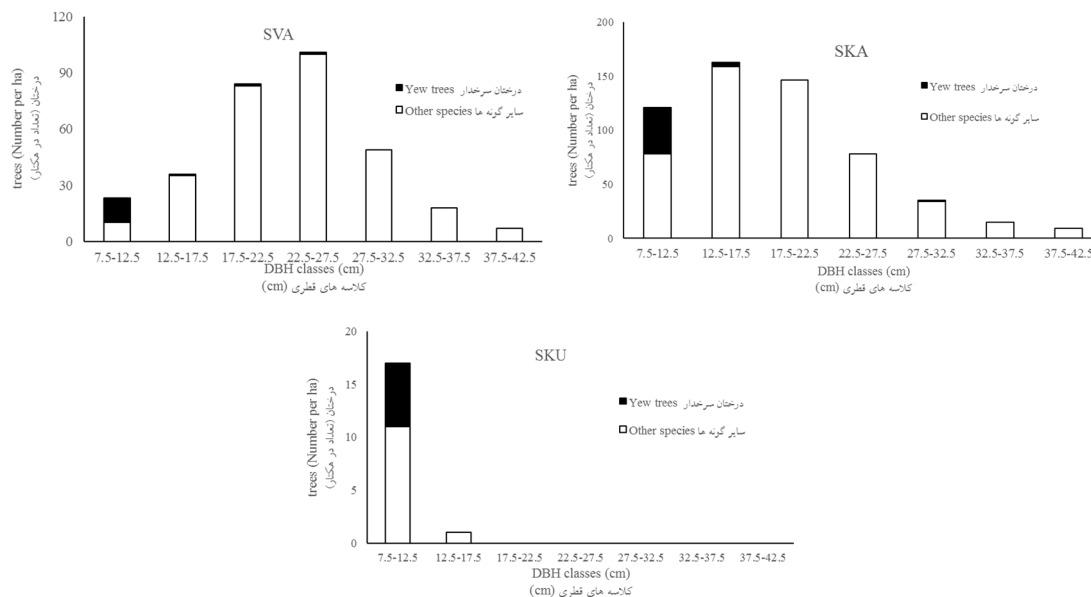 SVA
120
90
60
30
0
trees (Number per ha)
درختان (تعداد در هکتار)
Yew trees درختان سرخدار
Other species سایر گونه ها
7.5-12.5 12.5-17.5 17.5-22.5 22.5-27.5 27.5-32.5 32.5-37.5 37.5-42.5
DBH classes (cm)
کلاسه های قطری (cm)
SKA
200
150
100
50
0
trees (Number per ha)
درختان (تعداد در هکتار)
Yew trees درختان سرخدار
Other species سایر گونه ها
7.5-12.5 12.5-17.5 17.5-22.5 22.5-27.5 27.5-32.5 32.5-37.5 37.5-42.5
DBH classes (cm)
کلاسه های قطری (cm)
SKU
20
15
10
5
0
trees (Number per ha)
درختان (تعداد در هکتار)
Yew trees درختان سرخدار
Other species سایر گونه ها
7.5-12.5 12.5-17.5 17.5-22.5 22.5-27.5 27.5-32.5 32.5-37.5 37.5-42.5
DBH classes (cm)
کلاسه های قطری (cm)